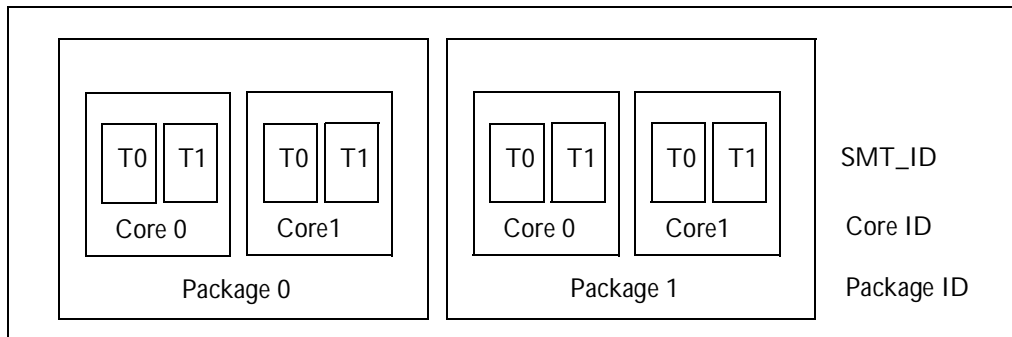 T0 T1 T0 T1 T0 T1 T0 T1 SMT_ID
Core 0 Core1 Core 0 Core1 Core ID
Package 0 Package 1 Package ID